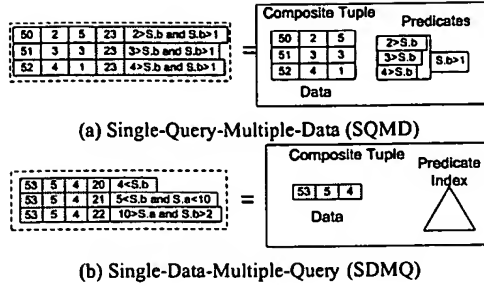 Composite Tuple Predicates
50 2 5 23 2>S.b and S.b>1
51 3 3 23 3>S.b and S.b>1
52 4 1 23 4>S.b and S.b>1
=
50 2 5
51 3 3
52 4 1
2>S.b
3>S.b
4>S.b
S.b>1
Data
(a) Single-Query-Multiple-Data (SQMD)
Composite Tuple
Predicate
Index
53 5 4 20 4<S.b
53 5 4 21 5<S.b and S.a<10
53 5 4 22 10>S.a and S.b>2
=
53 5 4
Data
(b) Single-Data-Multiple-Query (SDMQ)